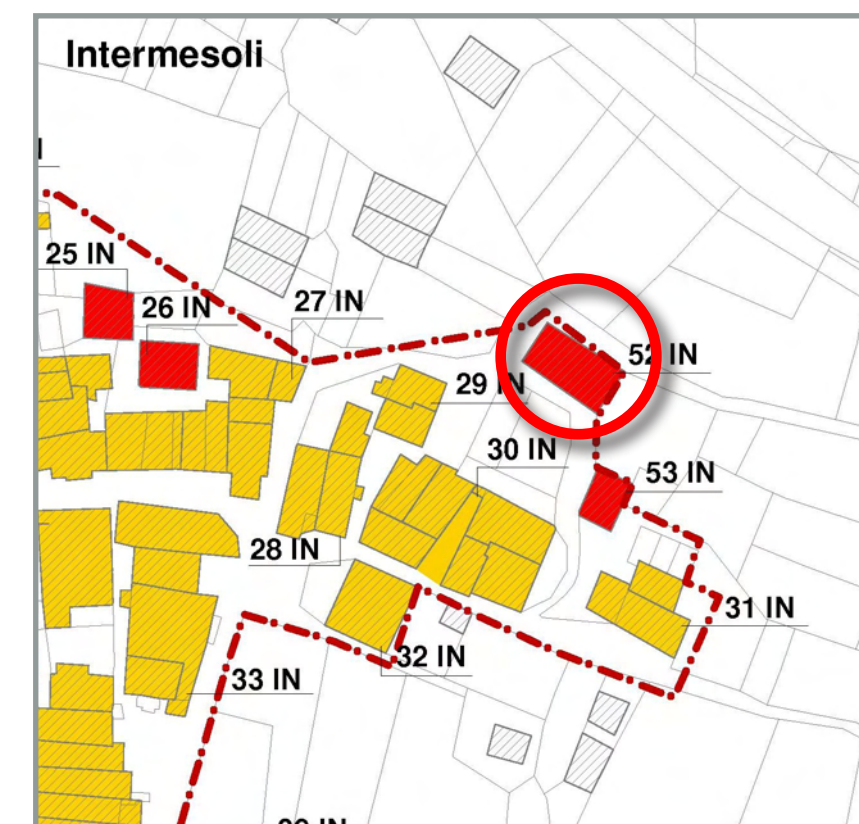 Intermesoli
25 IN
26 IN
27 IN
52 IN
29 IN
30 IN
53 IN
28 IN
31 IN
32 IN
33 IN